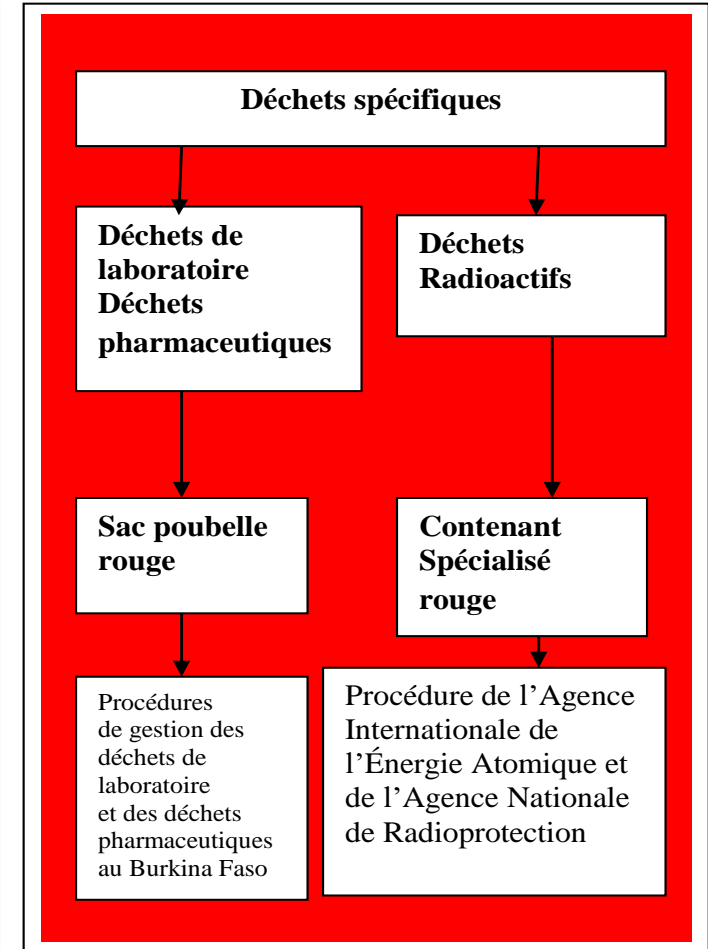 Déchets spécifiques
Déchets de
laboratoire
Déchets
pharmaceutiques
Déchets
Radioactifs
Sac poubelle
rouge
Contenant
Spécialisé
rouge
Procédures
de gestion des
déchets de
laboratoire
et des déchets
pharmaceutiques
au Burkina Faso
Procédure de l’Agence
Internationale de
l’Énergie Atomique et
de l’Agence Nationale
de Radioprotection